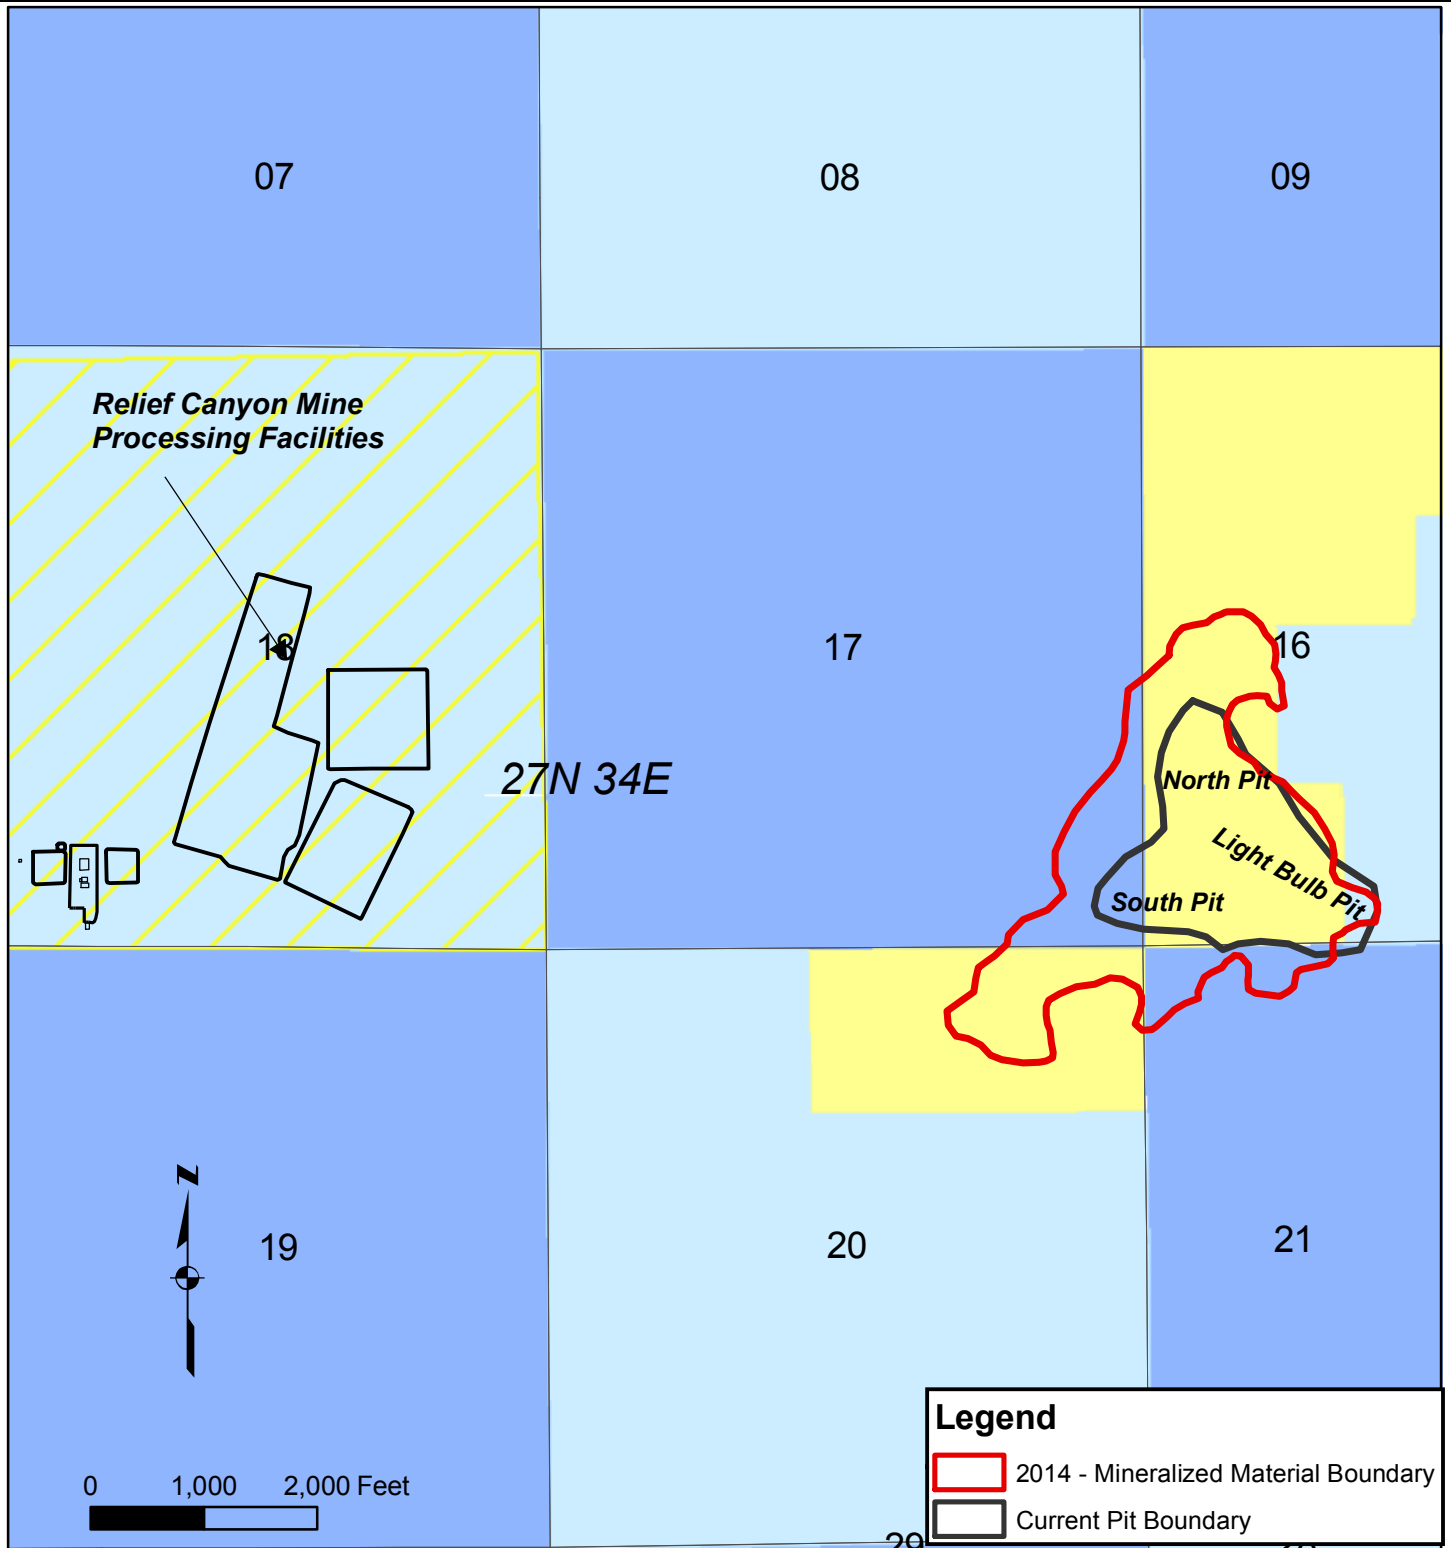 07
08
09
Relief Canyon Mine
Processing Facilities
18
17
16
27N 34E
North Pit
Light Bulb Pit
South Pit
N
19
20
21
0 1,000 2,000 Feet
Legend
2014 - Mineralized Material Boundary
Current Pit Boundary
29